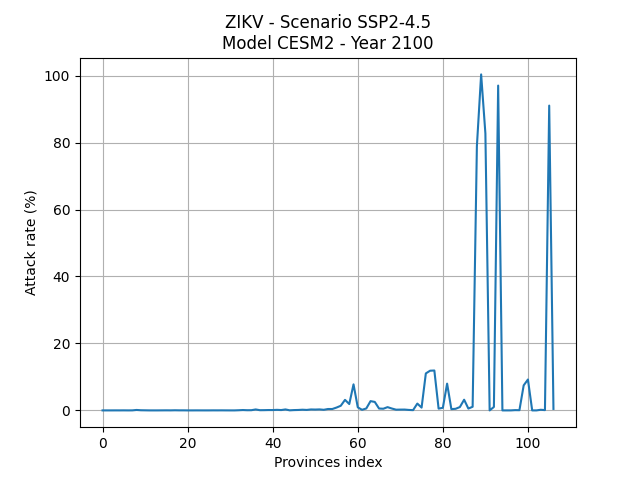 ZIKV - Scenario SSP2-4.5
Model CESM2 - Year 2100
100
80
60
40
20
0
Attack rate (%)
0 20 40 60 80 100
Provinces index